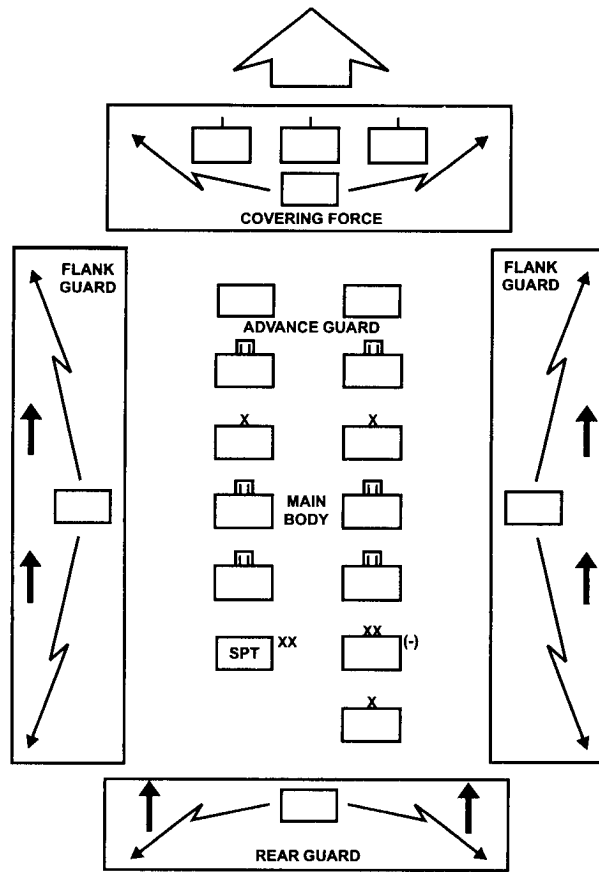 COVERING FORCE
FLANK
GUARD
FLANK
GUARD
ADVANCE GUARD
X X
MAIN
BODY
SPT XX XX (-)
X
REAR GUARD